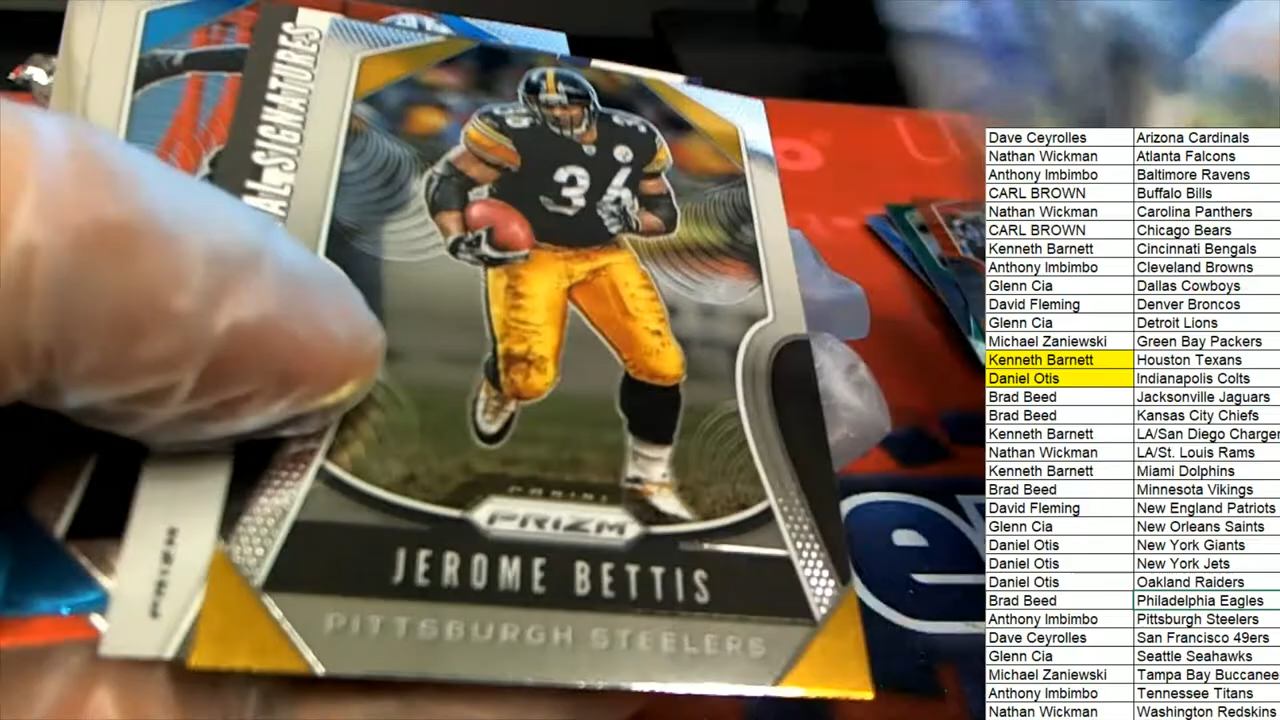 AL SIGNATURES
36
PANINI
PRIZM
JEROME BETTIS
PITTSBURGH STEELERS
PRIZM
e
Dave Ceyrolles Arizona Cardinals
Nathan Wickman Atlanta Falcons
Anthony Imbimbo Baltimore Ravens
CARL BROWN Buffalo Bills
Nathan Wickman Carolina Panthers
CARL BROWN Chicago Bears
Kenneth Barnett Cincinnati Bengals
Anthony Imbimbo Cleveland Browns
Glenn Cia Dallas Cowboys
David Fleming Denver Broncos
Glenn Cia Detroit Lions
Michael Zaniewski Green Bay Packers
Kenneth Barnett Houston Texans
Daniel Otis Indianapolis Colts
Brad Beed Jacksonville Jaguars
Brad Beed Kansas City Chiefs
Kenneth Barnett LA/San Diego Charger
Nathan Wickman LA/St. Louis Rams
Kenneth Barnett Miami Dolphins
Brad Beed Minnesota Vikings
David Fleming New England Patriots
Glenn Cia New Orleans Saints
Daniel Otis New York Giants
Daniel Otis New York Jets
Daniel Otis Oakland Raiders
Brad Beed Philadelphia Eagles
Anthony Imbimbo Pittsburgh Steelers
Dave Ceyrolles San Francisco 49ers
Glenn Cia Seattle Seahawks
Michael Zaniewski Tampa Bay Buccanee
Anthony Imbimbo Tennessee Titans
Nathan Wickman Washington Redskins